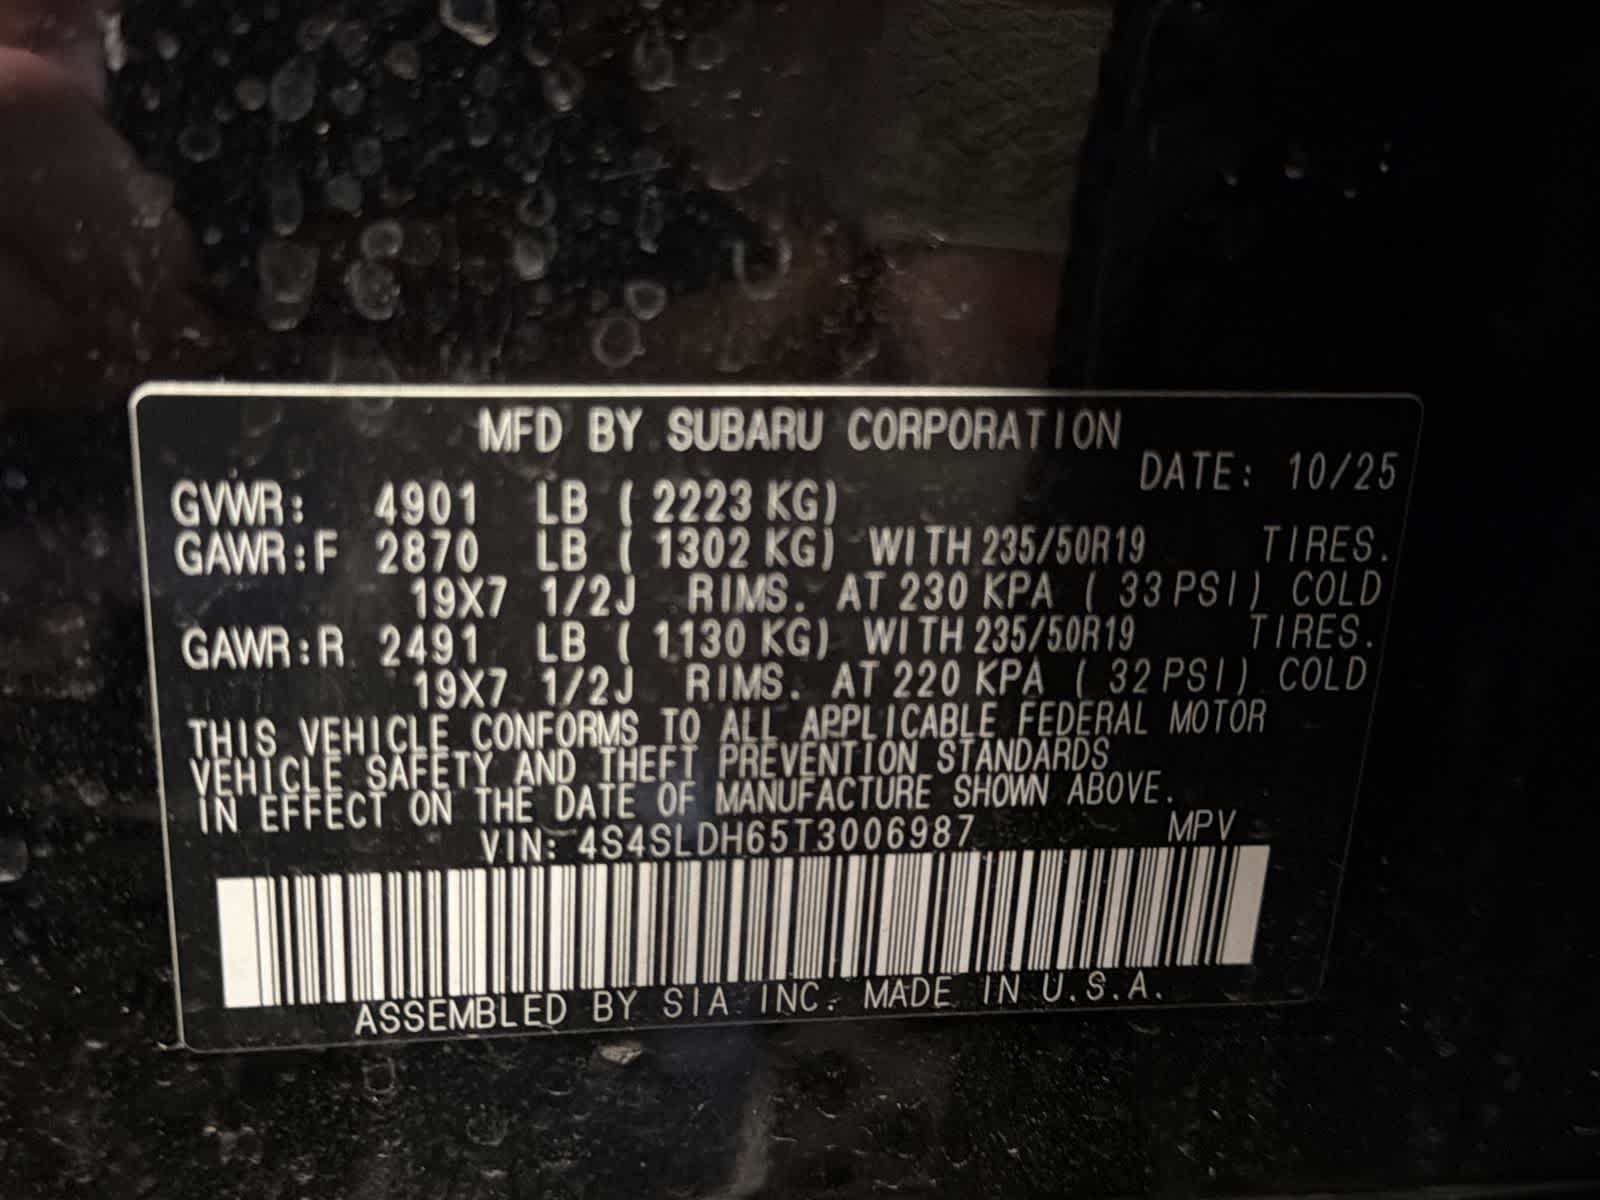 MFD BY SUBARU CORPORATION
DATE: 10/25
GVWR: 4901 LB ( 2223 KG)
GAWR:F 2870 LB ( 1302 KG) WITH 235/50R19 TIRES.
19X7 1/2J RIMS. AT 230 KPA ( 33 PSI) COLD
GAWR:R 2491 LB ( 1130 KG) WITH 235/50R19 TIRES.
19X7 1/2J RIMS. AT 220 KPA ( 32 PSI) COLD
THIS VEHICLE CONFORMS TO ALL APPLICABLE FEDERAL MOTOR
VEHICLE SAFETY AND THEFT PREVENTION STANDARDS
IN EFFECT ON THE DATE OF MANUFACTURE SHOWN ABOVE.
VIN: 4S4SLDH65T3006987 MPV
ASSEMBLED BY SIA INC. MADE IN U.S.A.